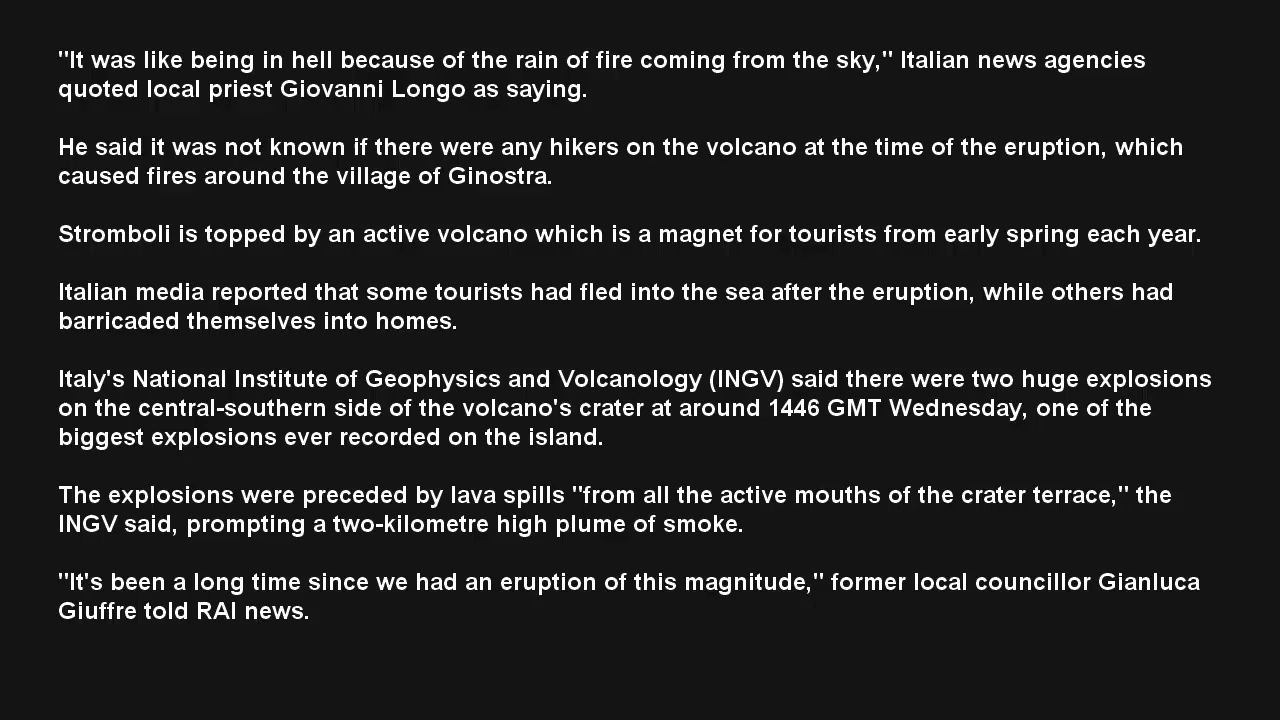 "It was like being in hell because of the rain of fire coming from the sky," Italian news agencies
quoted local priest Giovanni Longo as saying.
He said it was not known if there were any hikers on the volcano at the time of the eruption, which
caused fires around the village of Ginostra.
Stromboli is topped by an active volcano which is a magnet for tourists from early spring each year.
Italian media reported that some tourists had fled into the sea after the eruption, while others had
barricaded themselves into homes.
Italy's National Institute of Geophysics and Volcanology (INGV) said there were two huge explosions
on the central-southern side of the volcano's crater at around 1446 GMT Wednesday, one of the
biggest explosions ever recorded on the island.
The explosions were preceded by lava spills "from all the active mouths of the crater terrace," the
INGV said, prompting a two-kilometre high plume of smoke.
"It's been a long time since we had an eruption of this magnitude," former local councillor Gianluca
Giuffre told RAI news.